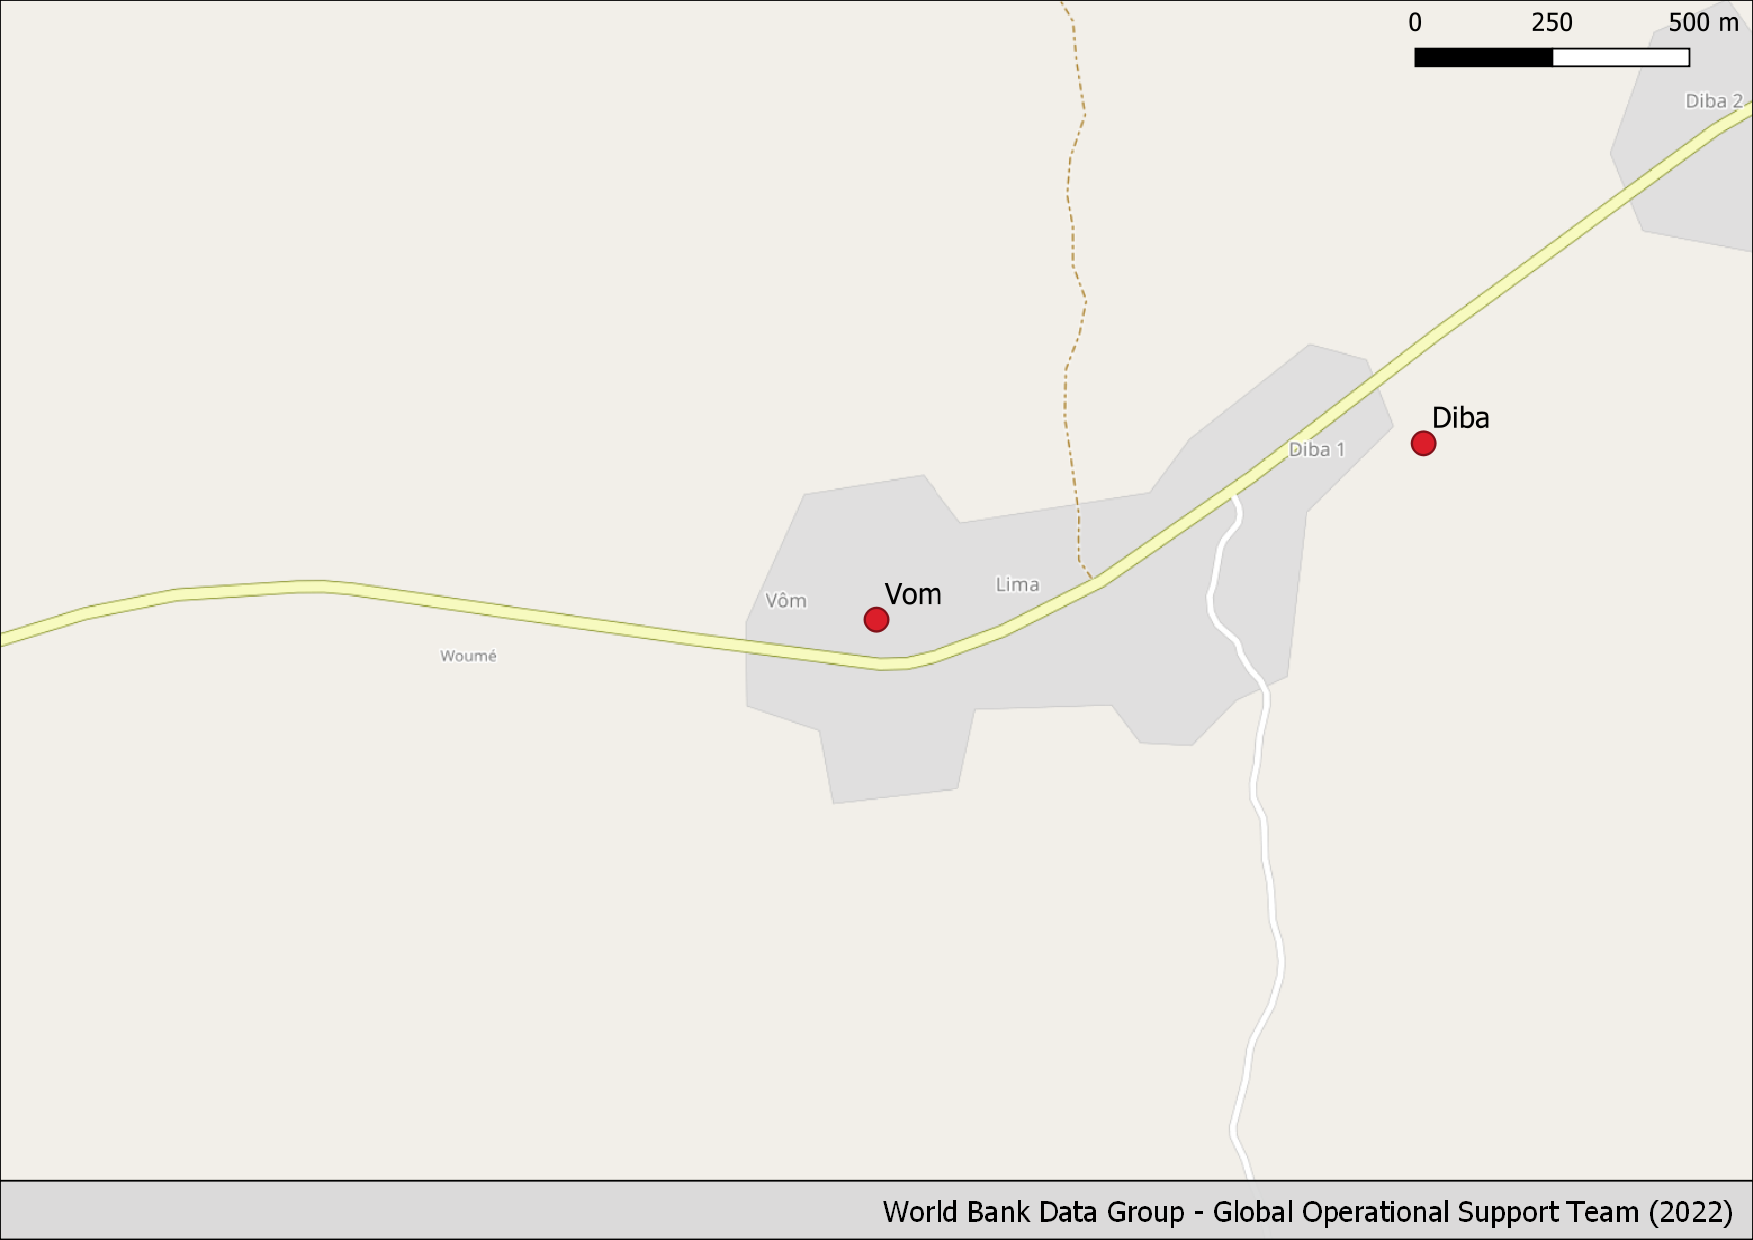 0 250 500 m
Diba 2
Diba
Diba 1
Lima
Vom
Vôm
Woumé
World Bank Data Group - Global Operational Support Team (2022)